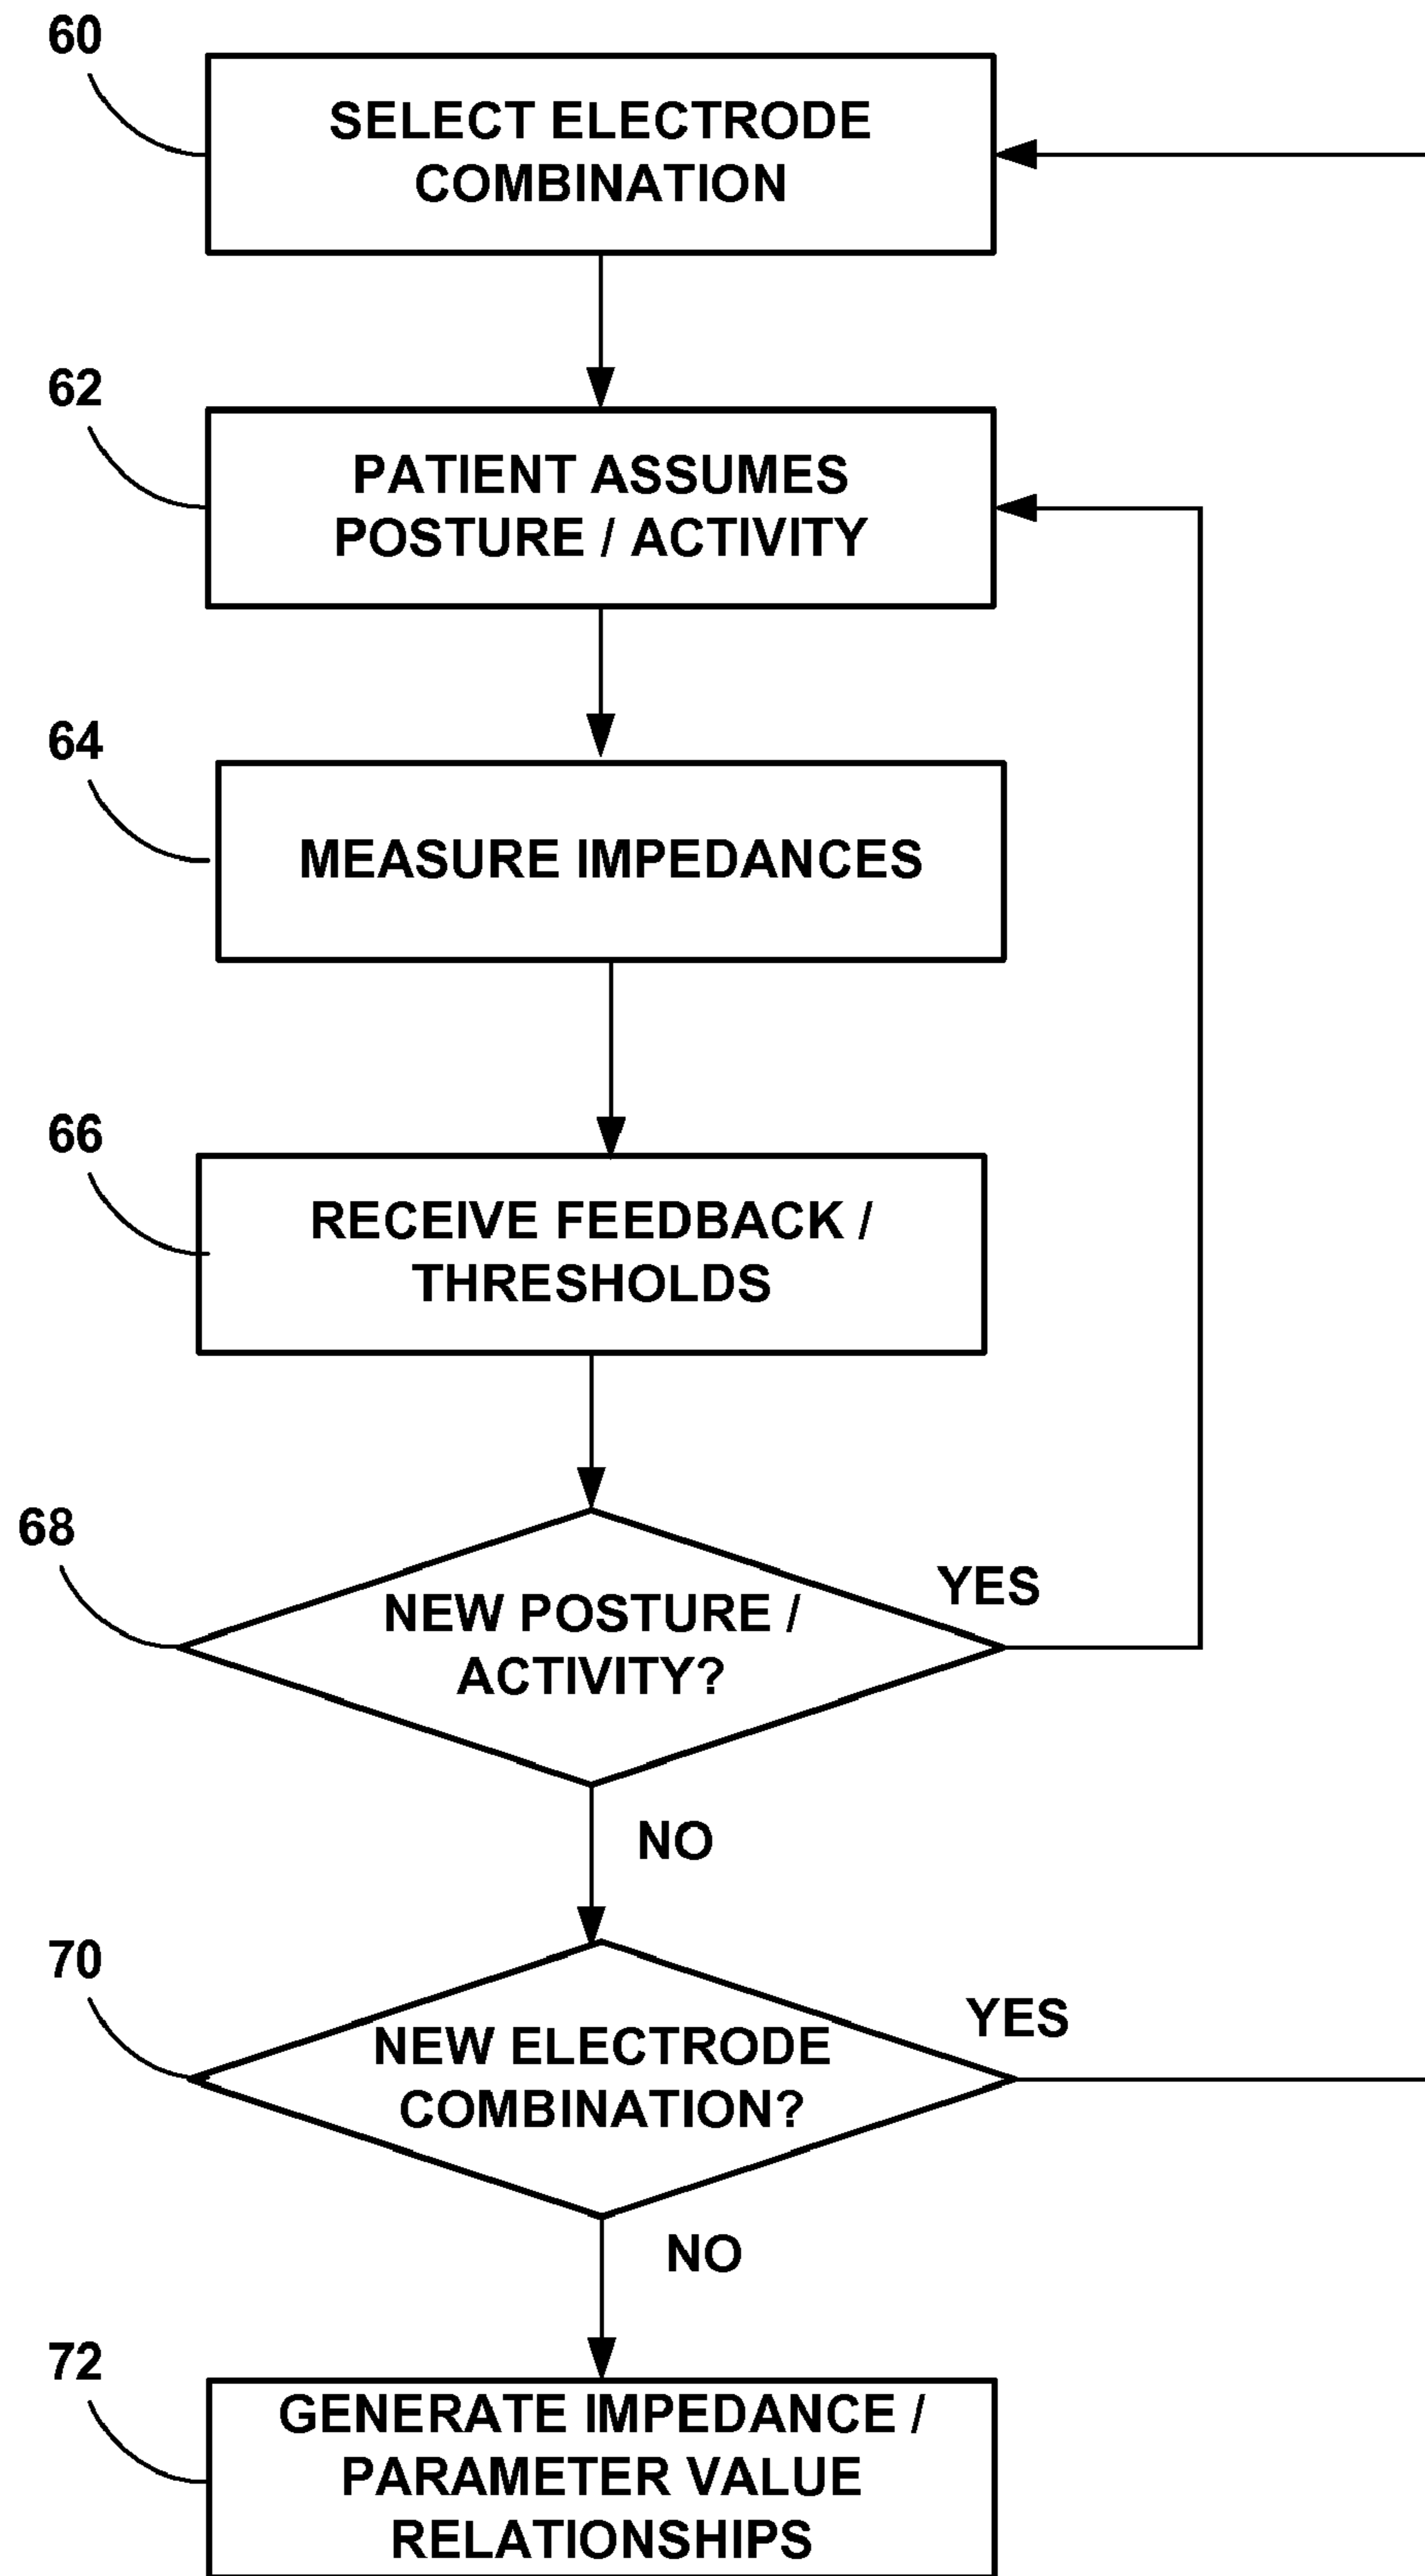 60
SELECT ELECTRODE
COMBINATION
62
PATIENT ASSUMES
POSTURE / ACTIVITY
64
MEASURE IMPEDANCES
66
RECEIVE FEEDBACK /
THRESHOLDS
68
NEW POSTURE /
ACTIVITY?
YES
NO
70
NEW ELECTRODE
COMBINATION?
YES
NO
72
GENERATE IMPEDANCE /
PARAMETER VALUE
RELATIONSHIPS